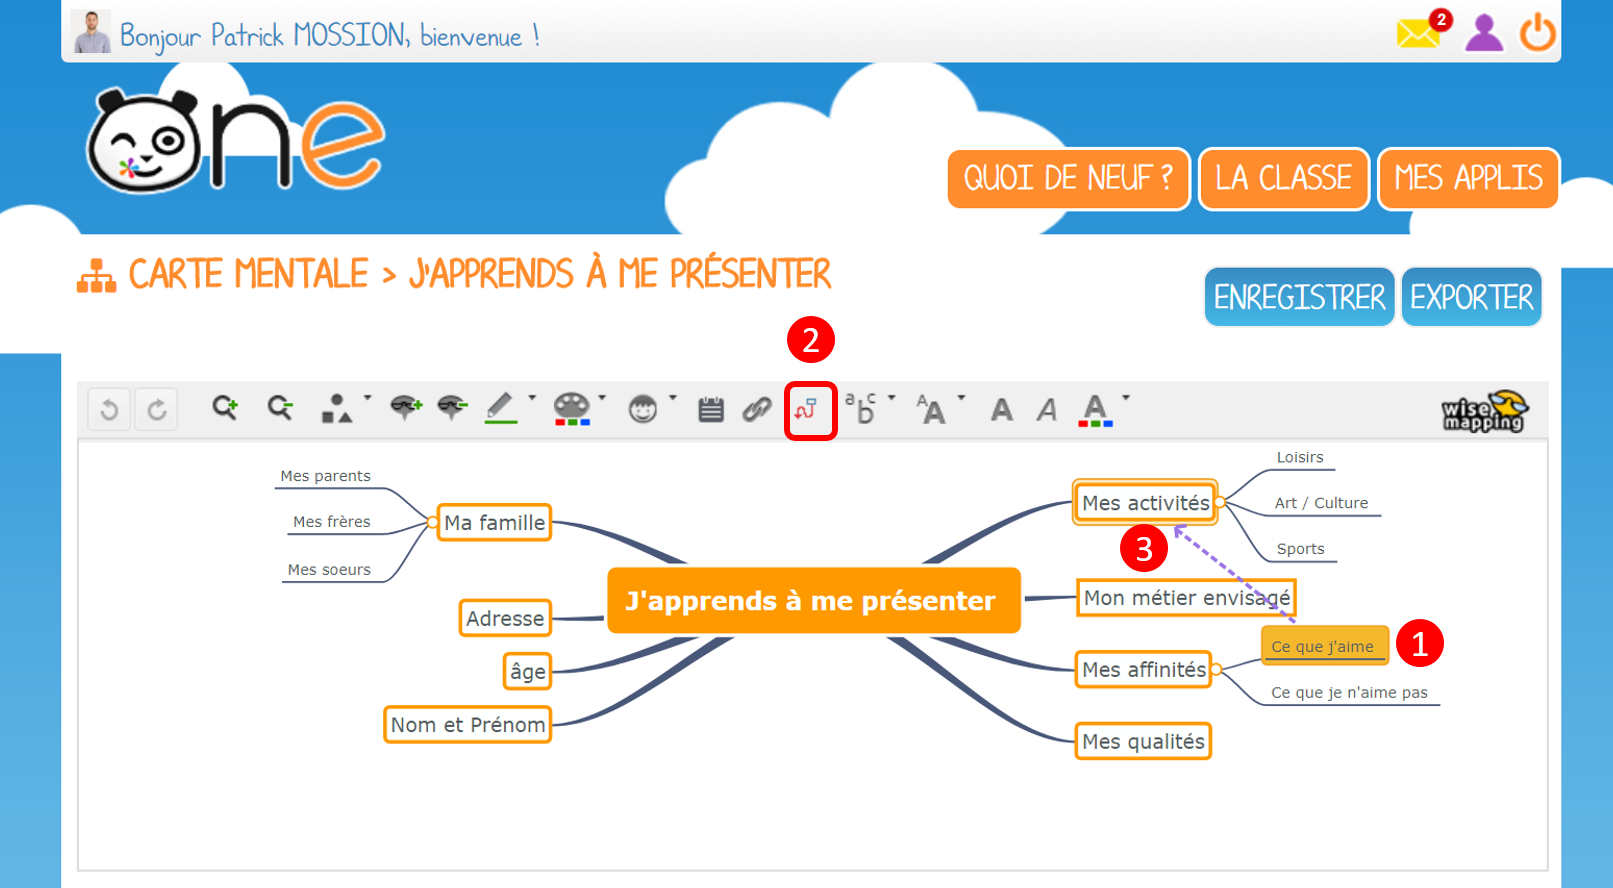 Bonjour Patrick MOSSION, bienvenue !
2
One
QUOI DE NEUF ?
LA CLASSE
MES APPLIS
CARTE MENTALE > J'APPRENDS À ME PRÉSENTER
ENREGISTRER
EXPORTER
2
abc
AA
A
A
A
wise mapping
Mes parents
Mes frères
Mes soeurs
Ma famille
Adresse
âge
Nom et Prénom
J'apprends à me présenter
Mes activités
Loisirs
Art / Culture
Sports
3
Mon métier envisagé
Ce que j'aime
1
Mes affinités
Ce que je n'aime pas
Mes qualités